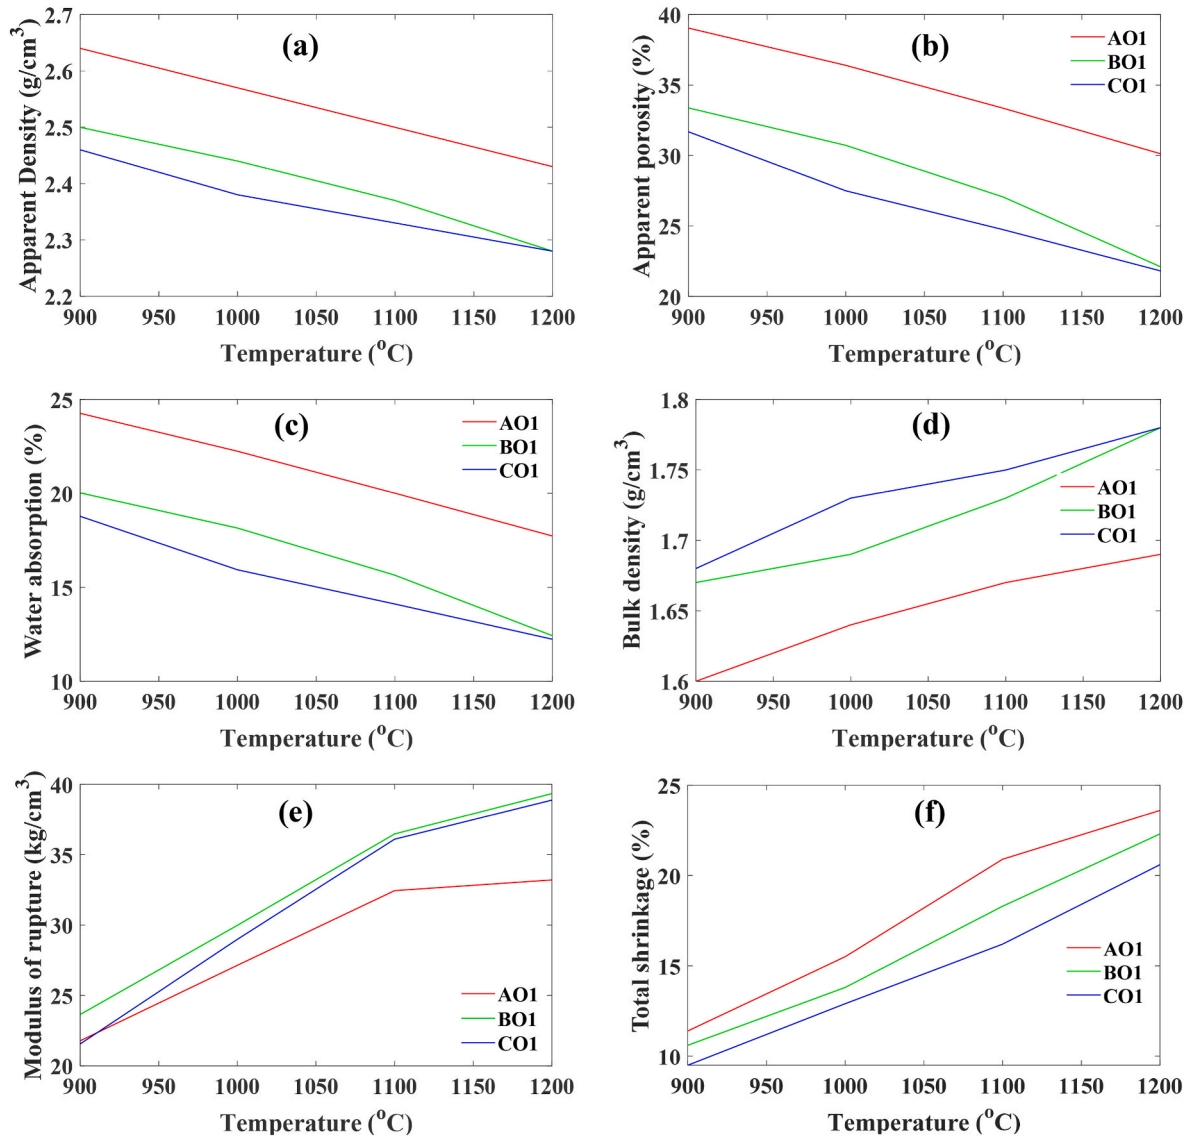 (a)
Apparent Density (g/cm³)
2.7
2.6
2.5
2.4
2.3
2.2
900 950 1000 1050 1100 1150 1200
Temperature (°C)
(b)
Apparent porosity (%)
40
35
30
25
20
AO1
BO1
CO1
900 950 1000 1050 1100 1150 1200
Temperature (°C)
(c)
Water absorption (%)
25
20
15
10
AO1
BO1
CO1
900 950 1000 1050 1100 1150 1200
Temperature (°C)
(d)
Bulk density (g/cm³)
1.8
1.75
1.7
1.65
1.6
AO1
BO1
CO1
900 950 1000 1050 1100 1150 1200
Temperature (°C)
(e)
Modulus of rupture (kg/cm³)
40
35
30
25
20
AO1
BO1
CO1
900 950 1000 1050 1100 1150 1200
Temperature (°C)
(f)
Total shrinkage (%)
25
20
15
10
AO1
BO1
CO1
900 950 1000 1050 1100 1150 1200
Temperature (°C)